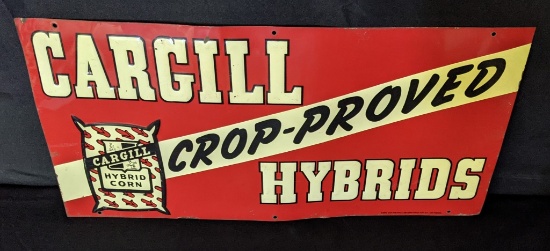 CARGILL
CROP-PROVED
CARGILL
HYBRID
CORN
HYBRIDS